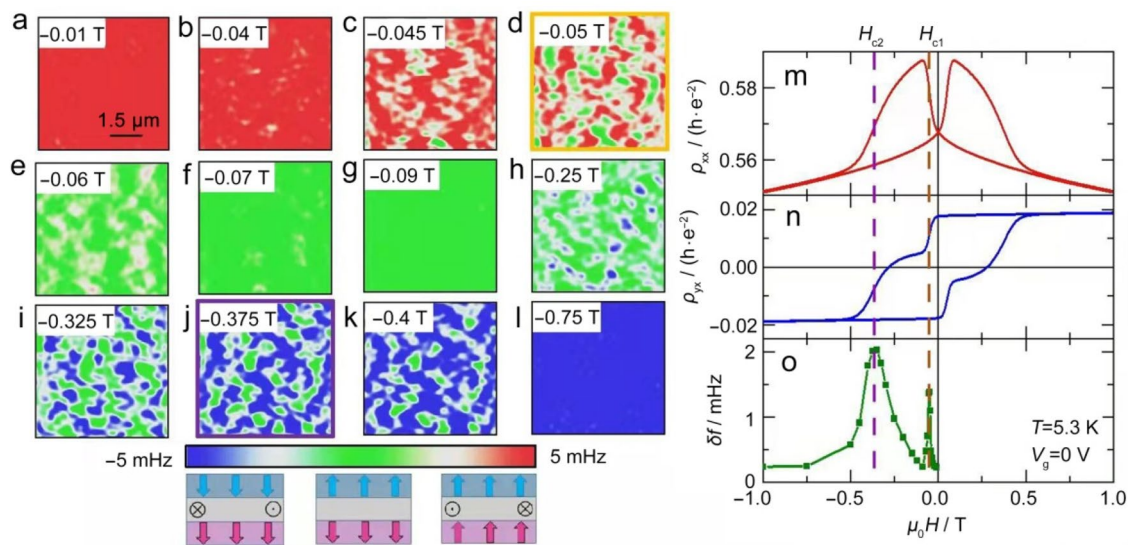 a
−0.01 T
1.5 μm
b
−0.04 T
c
−0.045 T
d
−0.05 T
e
−0.06 T
f
−0.07 T
g
−0.09 T
h
−0.25 T
i
−0.325 T
j
−0.375 T
k
−0.4 T
l
−0.75 T
−5 mHz
5 mHz
Hc2
Hc1
m
0.58
0.56
ρxx / (h·e−2)
n
0.02
0.00
−0.02
ρyx / (h·e−2)
o
2
1
0
δf / mHz
T=5.3 K
Vg=0 V
−1.0
−0.5
0.0
0.5
1.0
μ0H / T